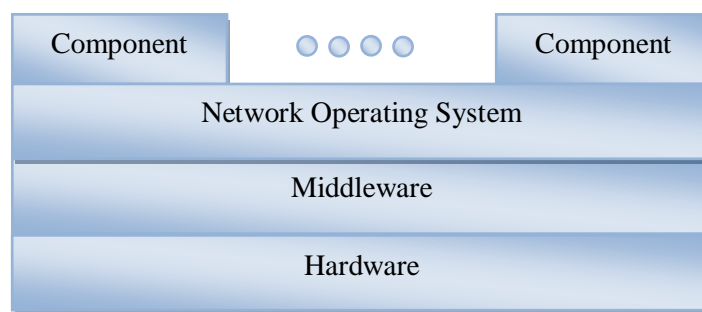 Component Component
Network Operating System
Middleware
Hardware